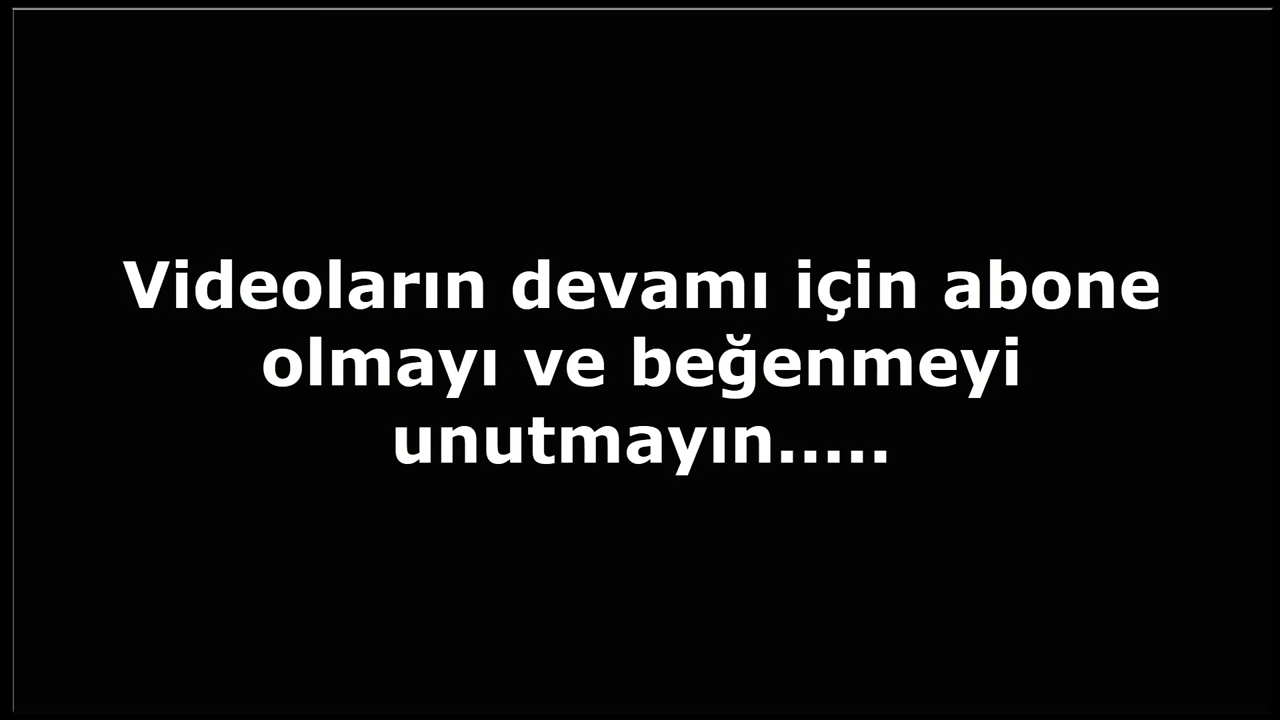 Videoların devamı için abone
olmayı ve beğenmeyi
unutmayın.....